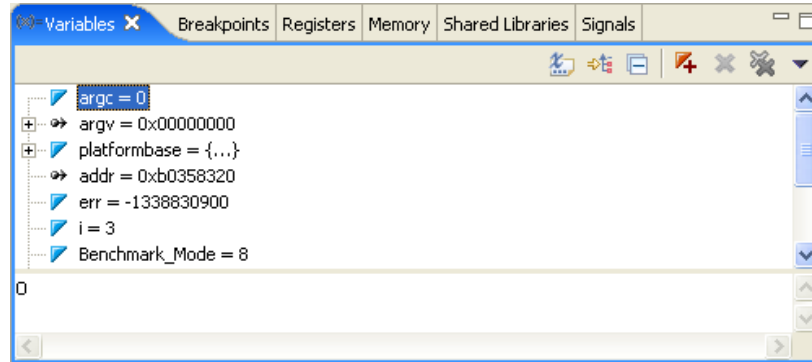 (x)= Variables Breakpoints Registers Memory Shared Libraries Signals
argc = 0
argv = 0x00000000
platformbase = {...}
addr = 0xb0358320
err = -1338830900
i = 3
Benchmark_Mode = 8
0